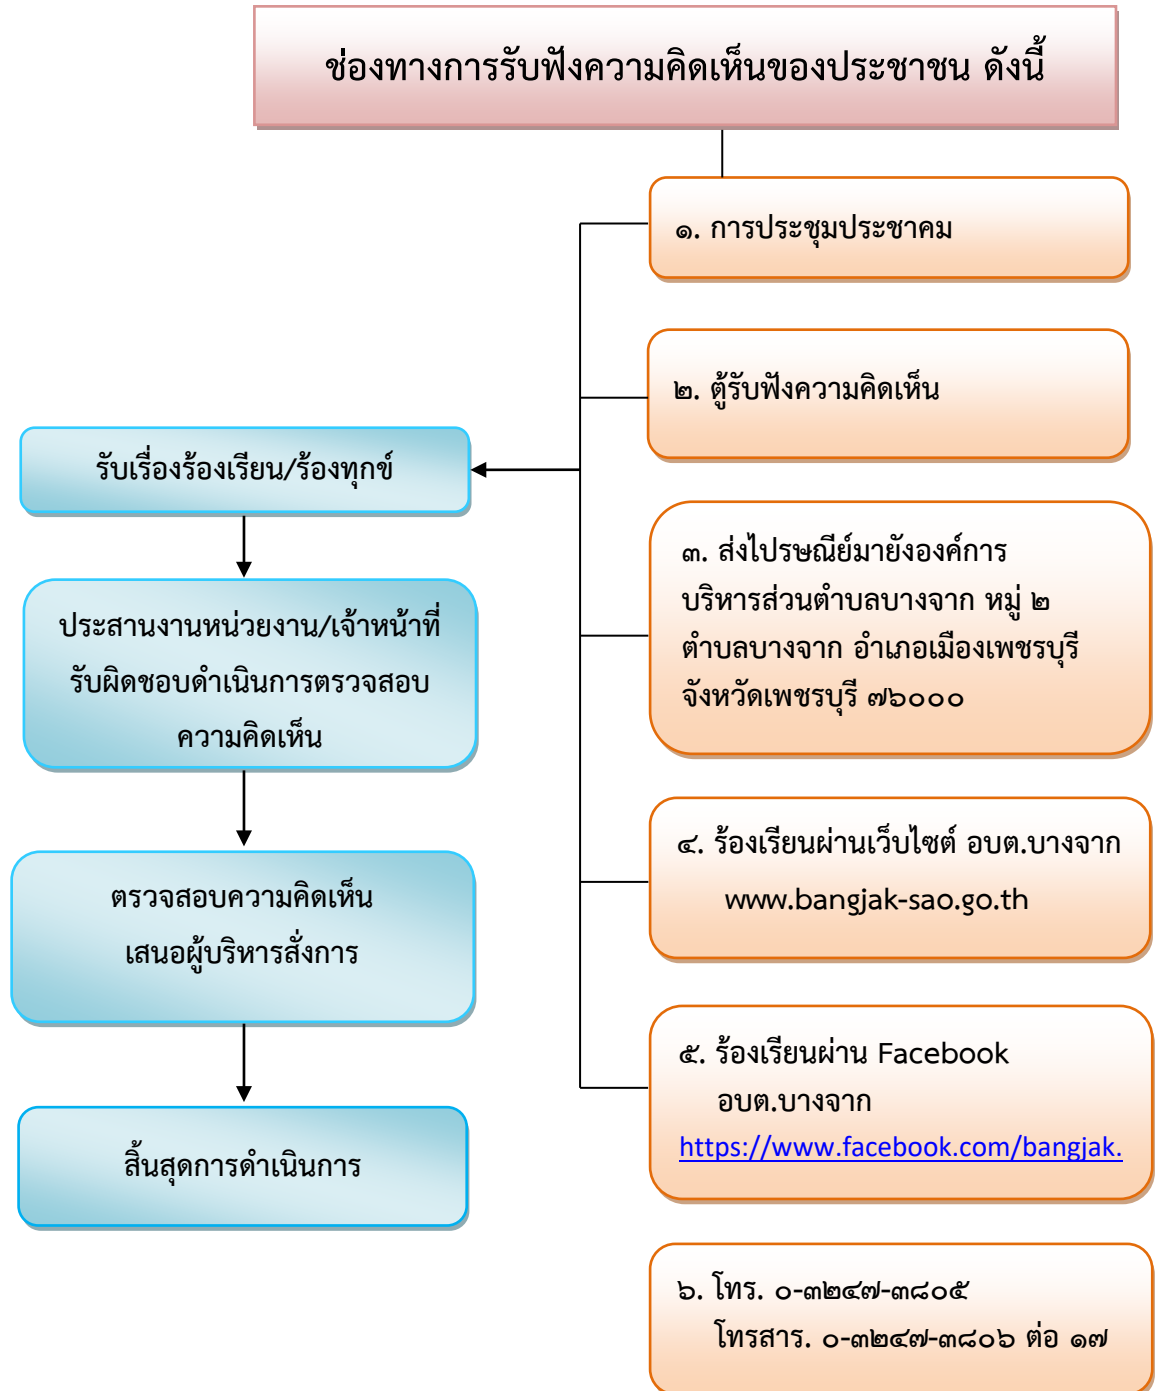 ช่องทางการรับฟังความคิดเห็นของประชาชน ดังนี้
๑. การประชุมประชาคม
๒. ตู้รับฟังความคิดเห็น
๓. ส่งไปรษณีย์มายังองค์การ
บริหารส่วนตำบลบางจาก หมู่ ๒
ตำบลบางจาก อำเภอเมืองเพชรบุรี
จังหวัดเพชรบุรี ๗๖๐๐๐
๔. ร้องเรียนผ่านเว็บไซต์ อบต.บางจาก
www.bangjak-sao.go.th
๕. ร้องเรียนผ่าน Facebook
อบต.บางจาก
https://www.facebook.com/bangjak.
๖. โทร. ๐-๓๒๔๗-๓๘๐๕
โทรสาร. ๐-๓๒๔๗-๓๘๐๖ ต่อ ๑๗
รับเรื่องร้องเรียน/ร้องทุกข์
ประสานงานหน่วยงาน/เจ้าหน้าที่
รับผิดชอบดำเนินการตรวจสอบ
ความคิดเห็น
ตรวจสอบความคิดเห็น
เสนอผู้บริหารสั่งการ
สิ้นสุดการดำเนินการ